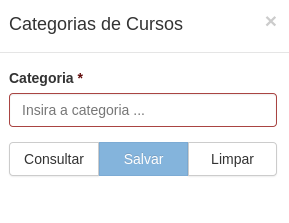 Categorias de Cursos ×
Categoria *
Insira a categoria ...
Consultar Salvar Limpar